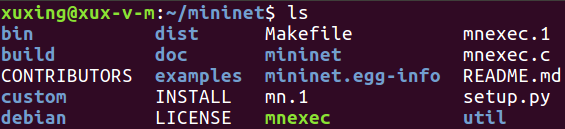 xuxing@xux-v-m:~/mininet$ ls
bin dist Makefile mnexec.1
build doc mininet mnexec.c
CONTRIBUTORS examples mininet.egg-info README.md
custom INSTALL mn.1 setup.py
debian LICENSE mnexec util